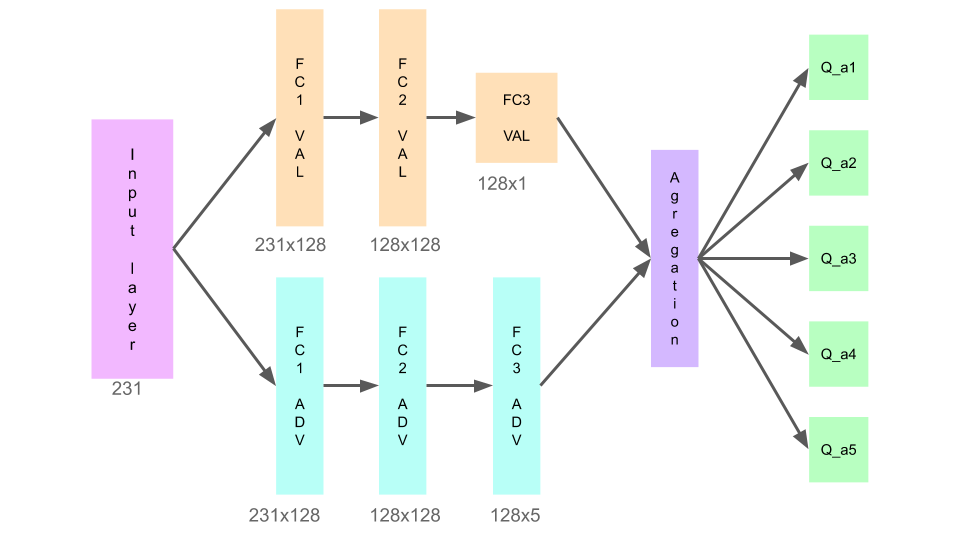 Input layer
231
FC1 VAL
231x128
FC2 VAL
128x128
FC3
VAL
128x1
FC1 ADV
231x128
FC2 ADV
128x128
FC3 ADV
128x5
Agregation
Q_a1
Q_a2
Q_a3
Q_a4
Q_a5